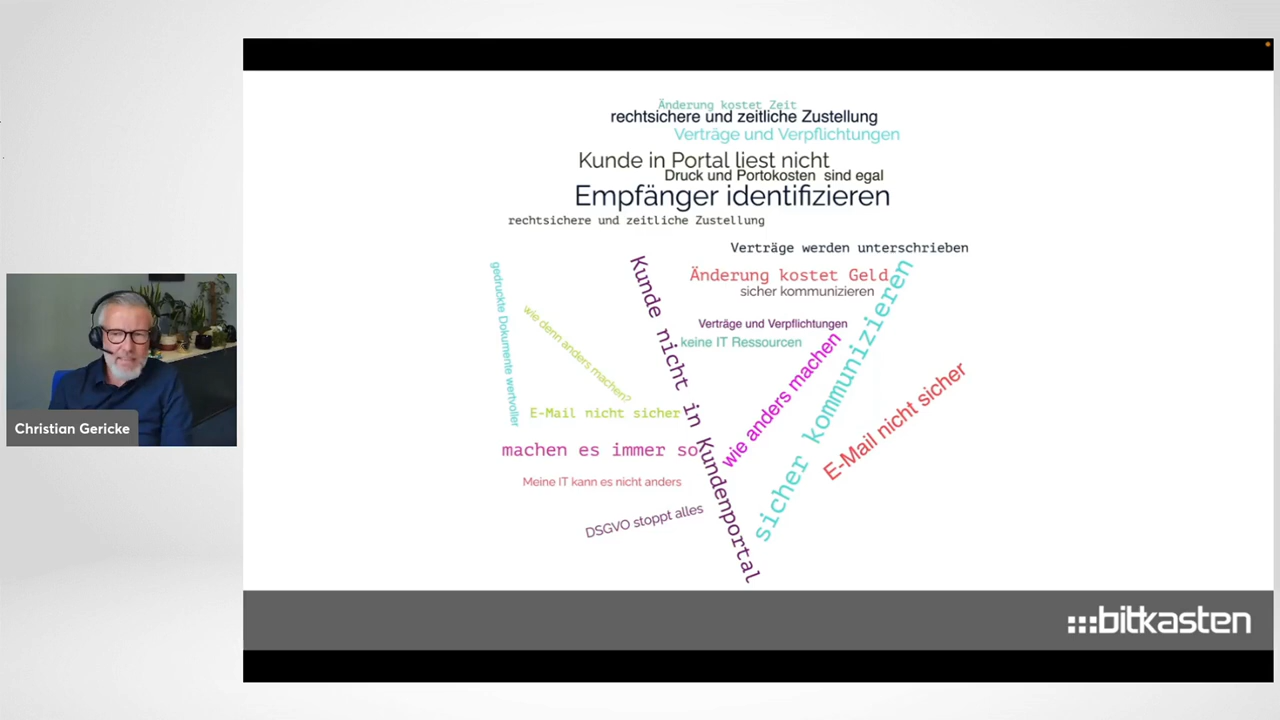 Änderung kostet Zeit
rechtsichere und zeitliche Zustellung
Verträge und Verpflichtungen
Kunde in Portal liest nicht
Druck und Portokosten sind egal
Empfänger identifizieren
rechtsichere und zeitliche Zustellung
Verträge werden unterschrieben
Änderung kostet Geld
sicher kommunizieren
gedruckte Dokumente wertvoller
wie denn anders machen?
Kunde nicht in Kundenportal
Verträge und Verpflichtungen
keine IT Ressourcen
wie anders machen
sicher kommunizieren
E-Mail nicht sicher
E-Mail nicht sicher
machen es immer so
Meine IT kann es nicht anders
DSGVO stoppt alles
Christian Gericke
bitkasten